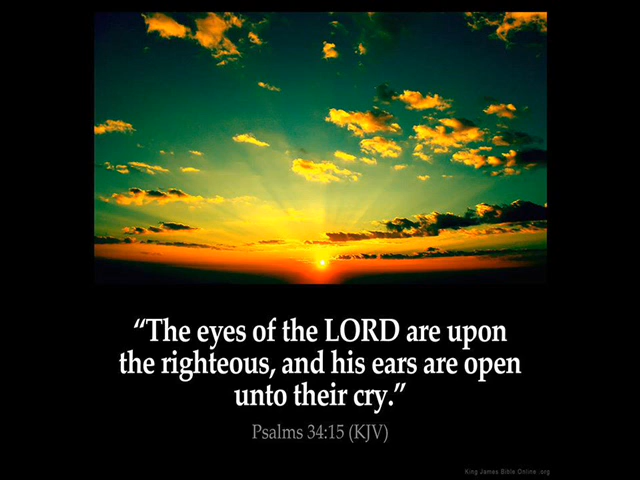 “The eyes of the LORD are upon
the righteous, and his ears are open
unto their cry.”
Psalms 34:15 (KJV)
King James Bible Online .org